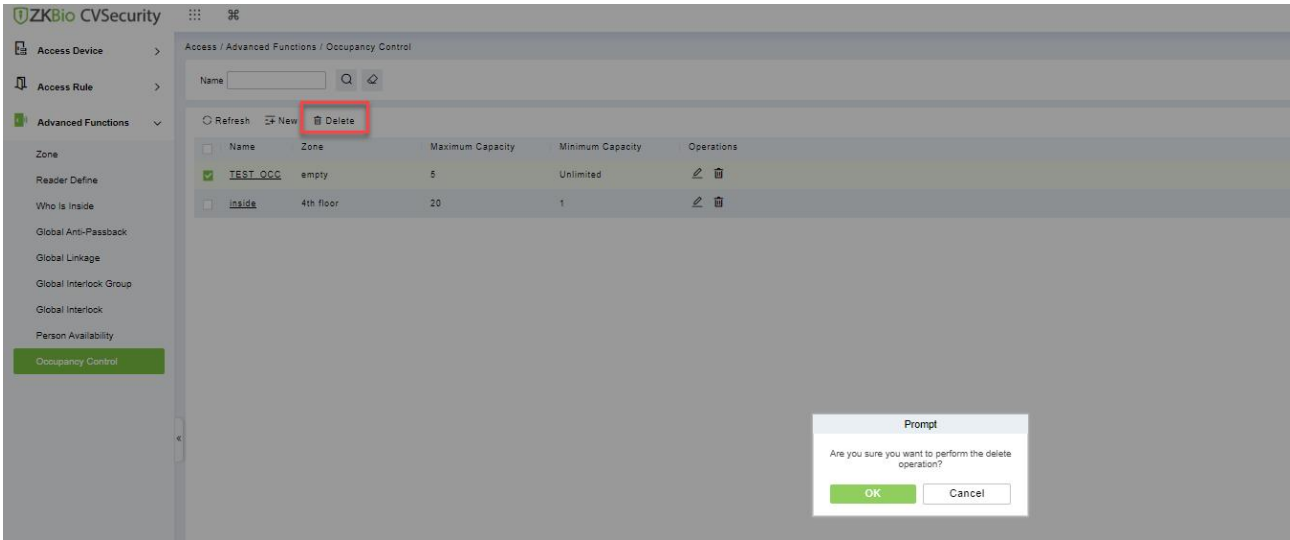 ZKBio CVSecurity
Access Device
Access / Advanced Functions / Occupancy Control
Access Rule
Name
Advanced Functions
Refresh New Delete
Name Zone Maximum Capacity Minimum Capacity Operations
Zone
TEST_OCC empty 5 Unlimited
Reader Define
inside 4th floor 20 1
Who Is Inside
Global Anti-Passback
Global Linkage
Global Interlock Group
Global Interlock
Person Availability
Occupancy Control
Prompt
Are you sure you want to perform the delete
operation?
OK Cancel